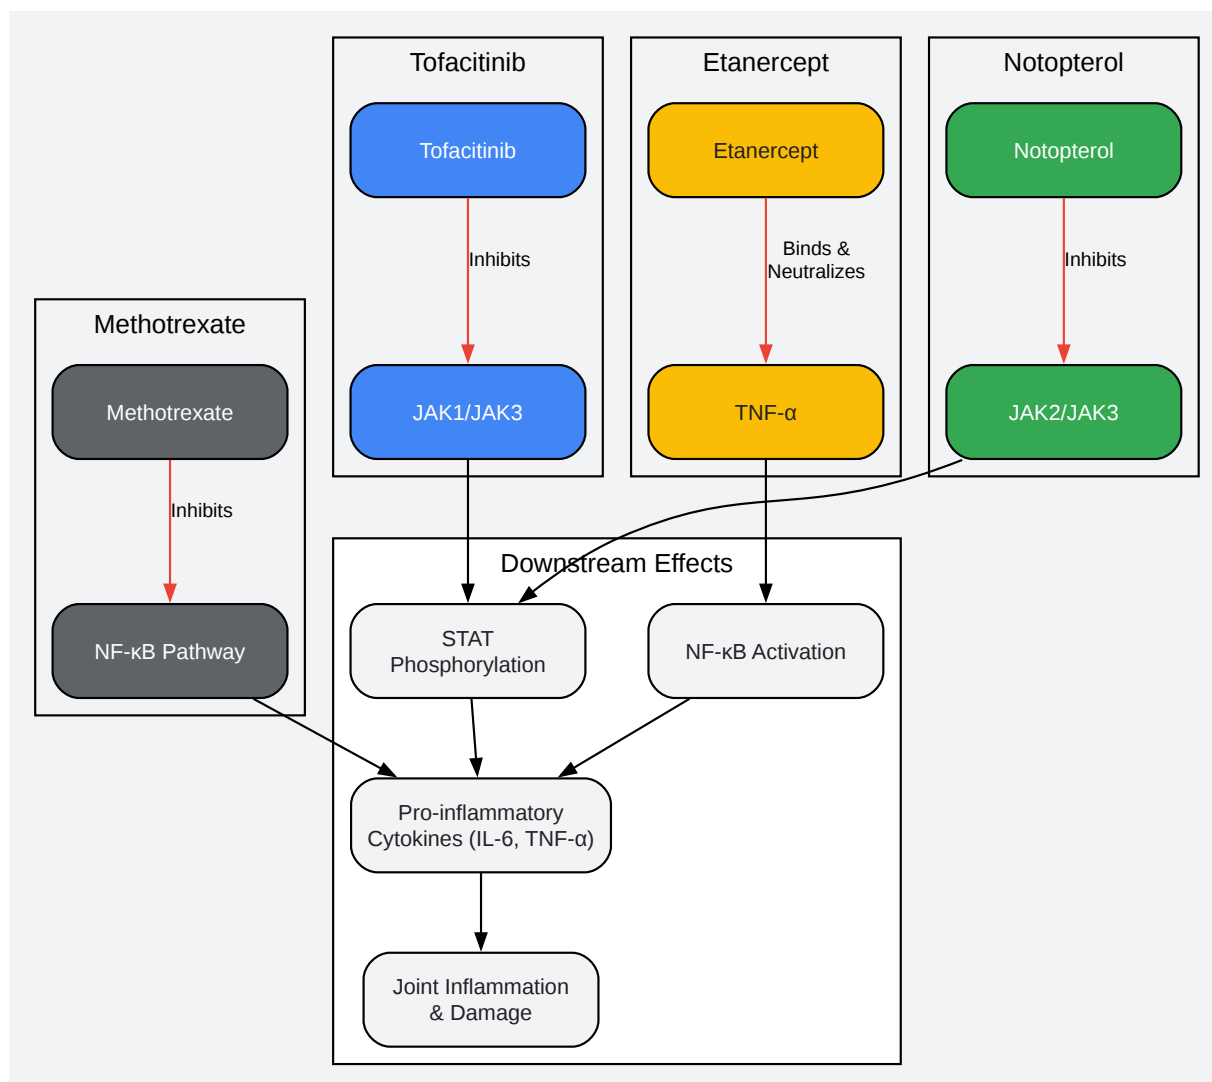 Tofacitinib
Etanercept
Notopterol
Tofacitinib
Etanercept
Notopterol
Inhibits
Binds &
Neutralizes
Inhibits
Methotrexate
Methotrexate
JAK1/JAK3
TNF-α
JAK2/JAK3
Inhibits
Downstream Effects
NF-κB Pathway
STAT
Phosphorylation
NF-κB Activation
Pro-inflammatory
Cytokines (IL-6, TNF-α)
Joint Inflammation
& Damage